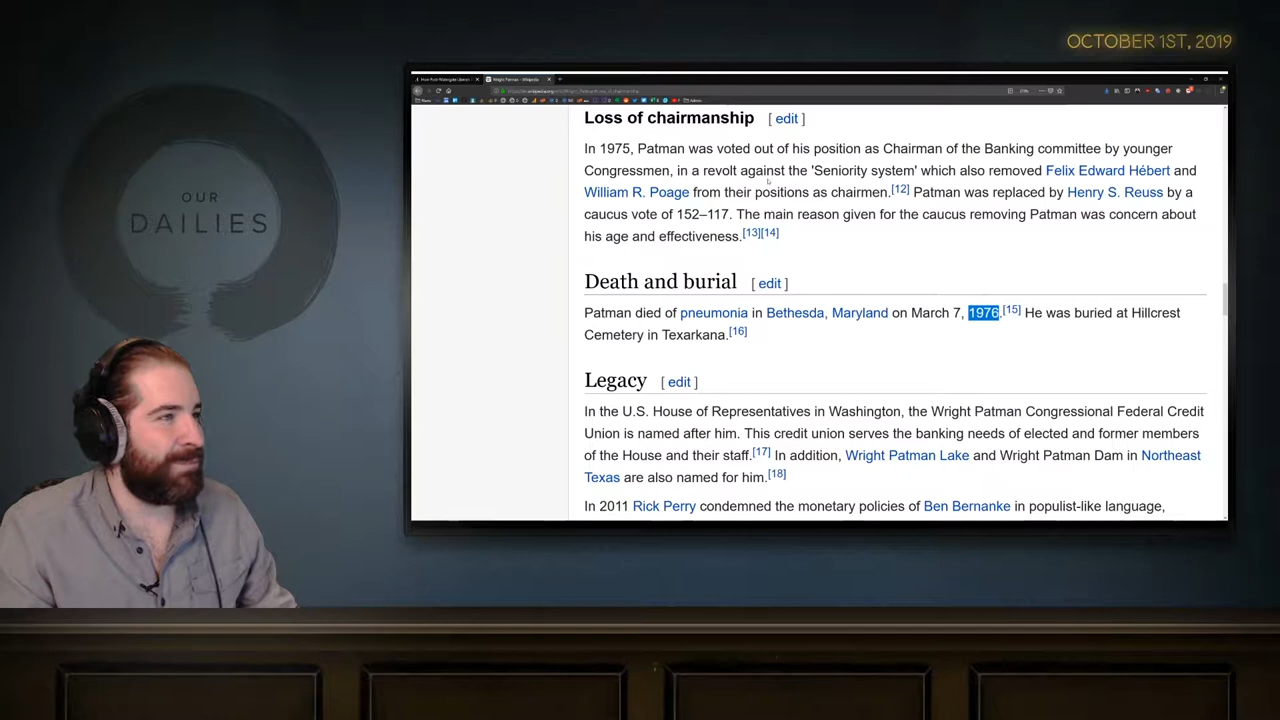 OCTOBER 1ST, 2019
OUR
DAILIES
Wright Patman - Wikipedia
Loss of chairmanship [ edit ]
In 1975, Patman was voted out of his position as Chairman of the Banking committee by younger
Congressmen, in a revolt against the 'Seniority system' which also removed Felix Edward Hébert and
William R. Poage from their positions as chairmen.[12] Patman was replaced by Henry S. Reuss by a
caucus vote of 152–117. The main reason given for the caucus removing Patman was concern about
his age and effectiveness.[13][14]
Death and burial [ edit ]
Patman died of pneumonia in Bethesda, Maryland on March 7, 1976.[15] He was buried at Hillcrest
Cemetery in Texarkana.[16]
Legacy [ edit ]
In the U.S. House of Representatives in Washington, the Wright Patman Congressional Federal Credit
Union is named after him. This credit union serves the banking needs of elected and former members
of the House and their staff.[17] In addition, Wright Patman Lake and Wright Patman Dam in Northeast
Texas are also named for him.[18]
In 2011 Rick Perry condemned the monetary policies of Ben Bernanke in populist-like language,